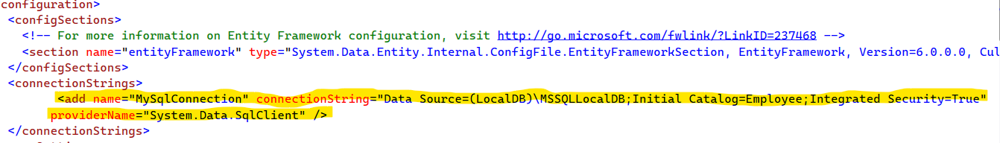 configuration>
<configSections>
<!-- For more information on Entity Framework configuration, visit http://go.microsoft.com/fwlink/?LinkID=237468 -->
<section name="entityFramework" type="System.Data.Entity.Internal.ConfigFile.EntityFrameworkSection, EntityFramework, Version=6.0.0.0, Cul
</configSections>
<connectionStrings>
<add name="MySqlConnection" connectionString="Data Source=(LocalDB)\MSSQLLocalDB;Initial Catalog=Employee;Integrated Security=True"
providerName="System.Data.SqlClient" />
</connectionStrings>